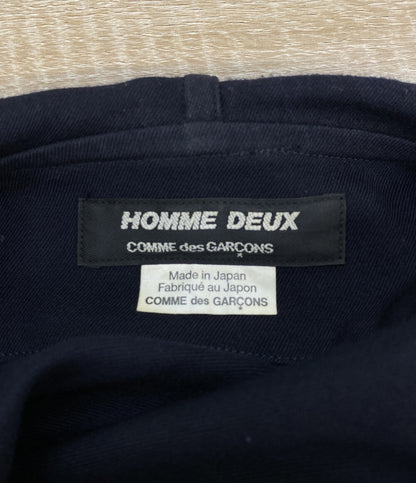 HOMME DEUX
COMME des GARÇONS
Made in Japan
Fabriqué au Japon
COMME des GARÇONS